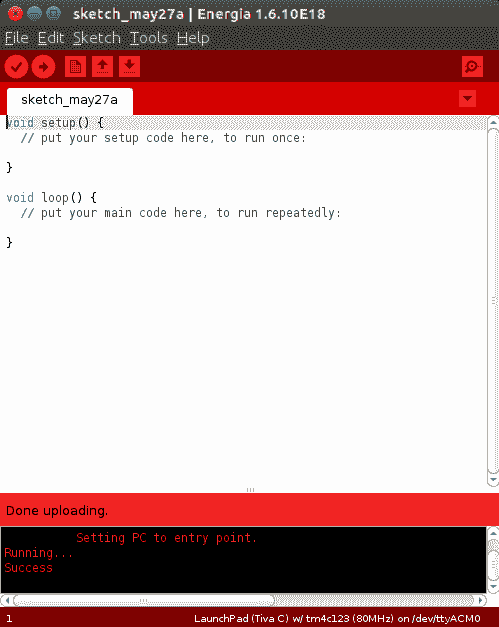 sketch_may27a | Energia 1.6.10E18
File Edit Sketch Tools Help
sketch_may27a
void setup() {
// put your setup code here, to run once:
}
void loop() {
// put your main code here, to run repeatedly:
}
Done uploading.
Setting PC to entry point.
Running...
Success
1 LaunchPad (Tiva C) w/ tm4c123 (80MHz) on /dev/ttyACM0